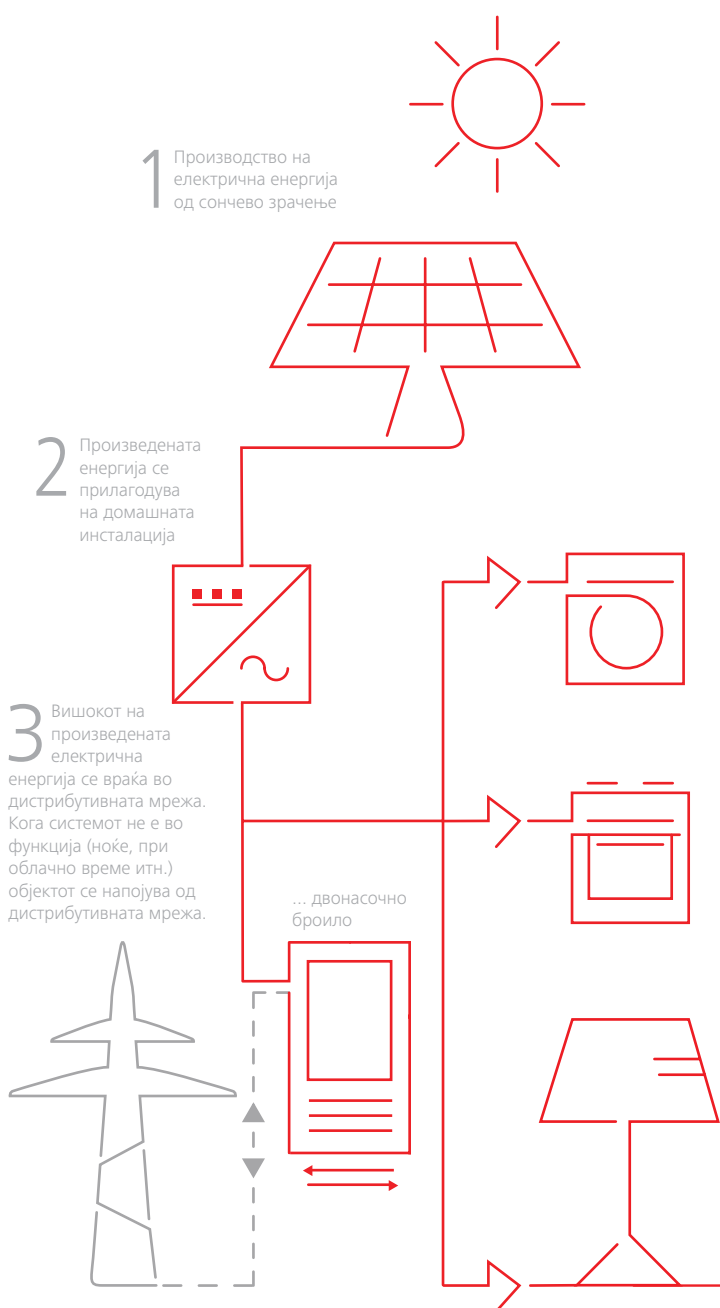 1 Производство на
електрична енергија
од сончево зрачење
2 Произведената
енергија се
прилагодува
на домашната
инсталација
3 Вишокот на
произведената
електрична
енергија се враќа во
дистрибутивната мрежа.
Кога системот не е во
функција (ноќе, при
облачно време итн.)
објектот се напојува од
дистрибутивната мрежа.
... двонасочно
броило